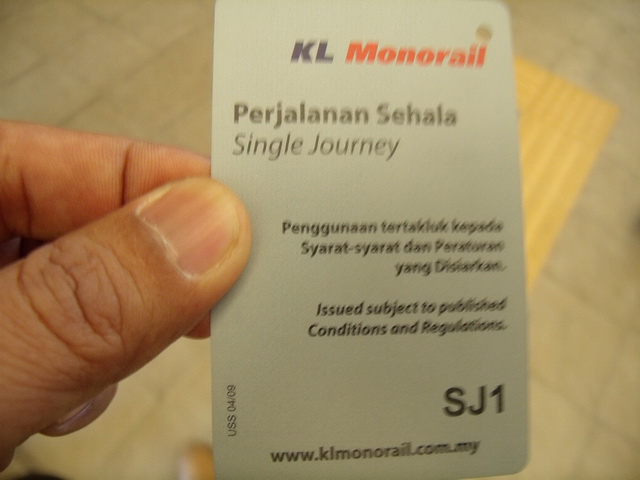 KL Monorail
Perjalanan Sehala
Single Journey
Penggunaan tertakluk kepada
Syarat-syarat dan Peraturan
yang Disiarkan.
Issued subject to published
Conditions and Regulations.
SJ1
USS 04/09
www.klmonorail.com.my